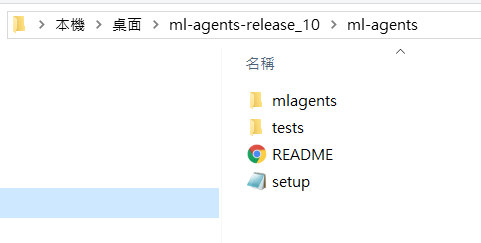 本機 > 桌面 > ml-agents-release_10 > ml-agents
名稱
mlagents
tests
README
setup